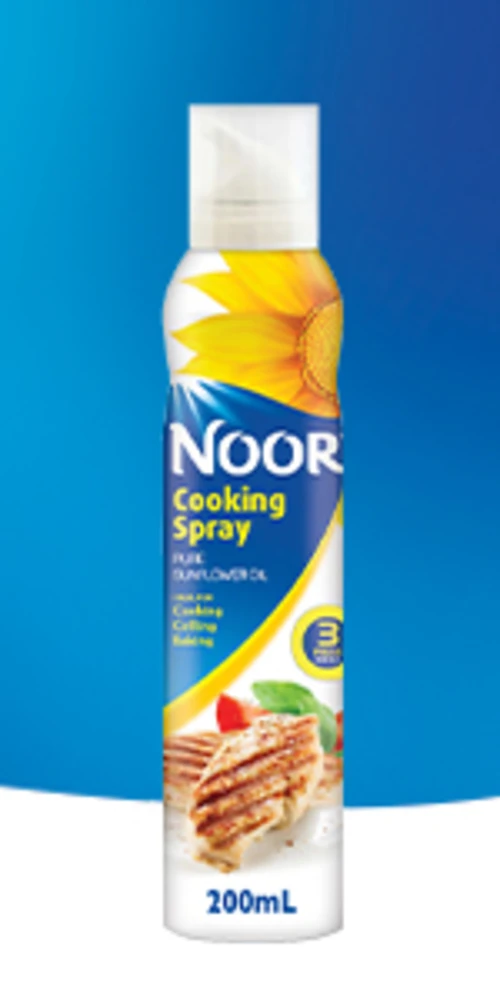 NOOR
Cooking
Spray
PURE
SUNFLOWER OIL
Cooking
Grilling
Baking
3
200mL